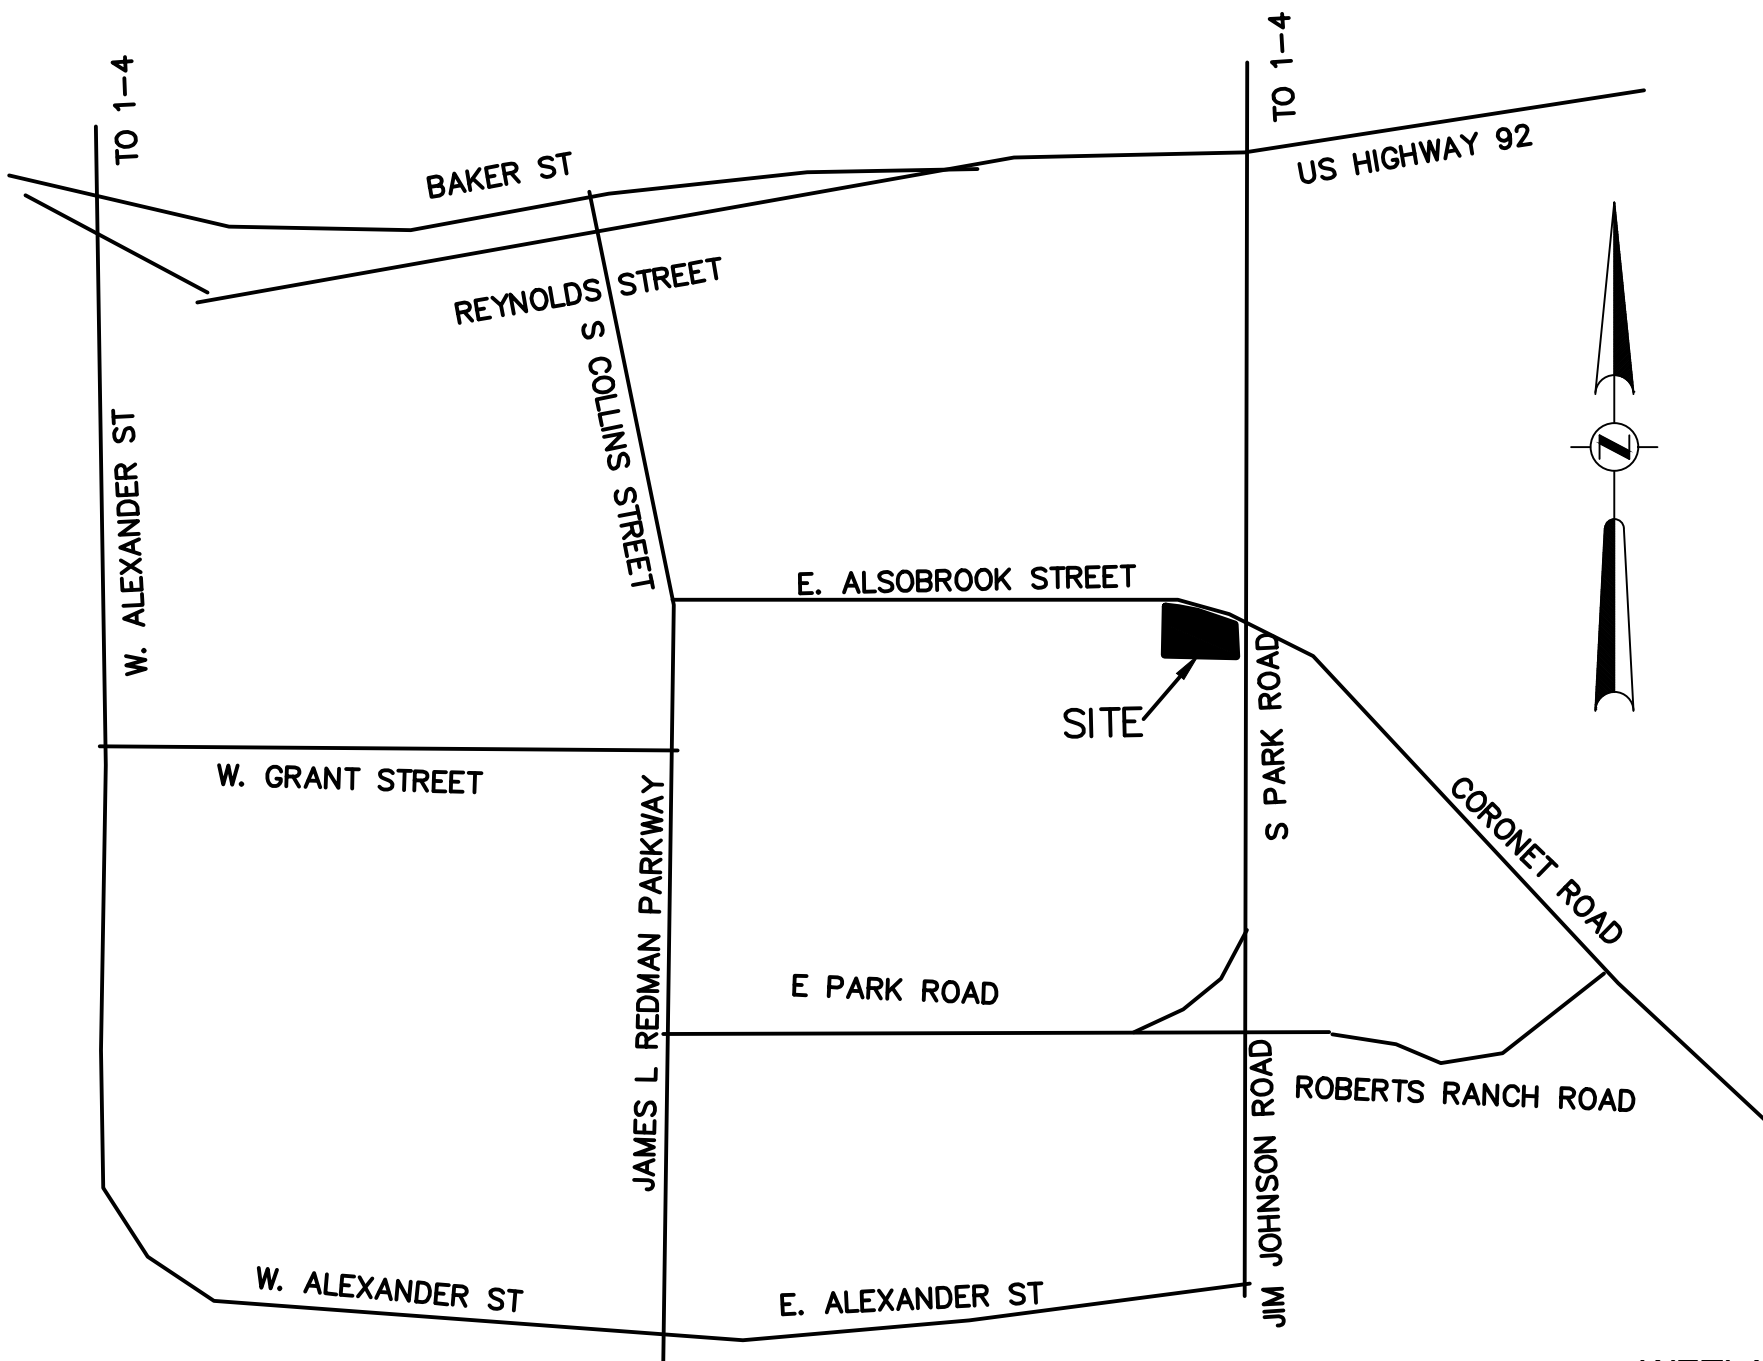 TO 1-4
TO 1-4
BAKER ST
US HIGHWAY 92
REYNOLDS STREET
S COLLINS STREET
W. ALEXANDER ST
N
E. ALSOBROOK STREET
SITE
S PARK ROAD
W. GRANT STREET
JAMES L REDMAN PARKWAY
CORONET ROAD
E PARK ROAD
ROBERTS RANCH ROAD
JIM JOHNSON ROAD
W. ALEXANDER ST
E. ALEXANDER ST